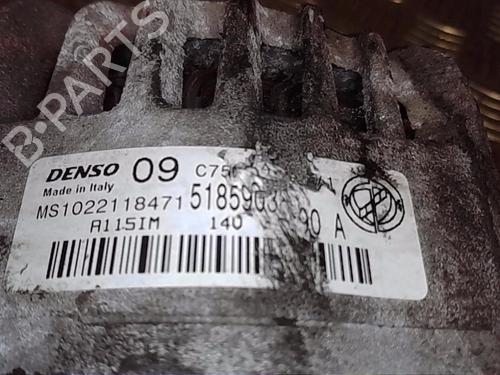 B-PARTS
DENSO 09
Made in Italy
MS1022118471
A115IM 140 A